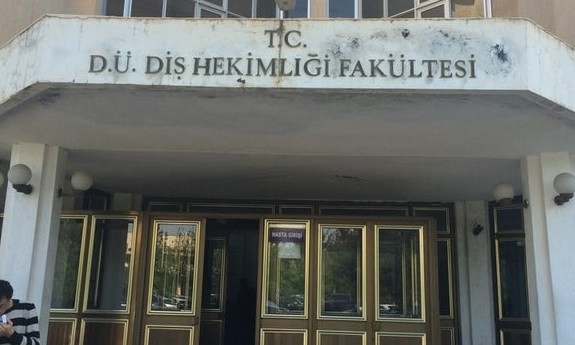 T.C.
D.Ü. DİŞ HEKİMLİĞİ FAKÜLTESİ
HASTA GİRİŞİ